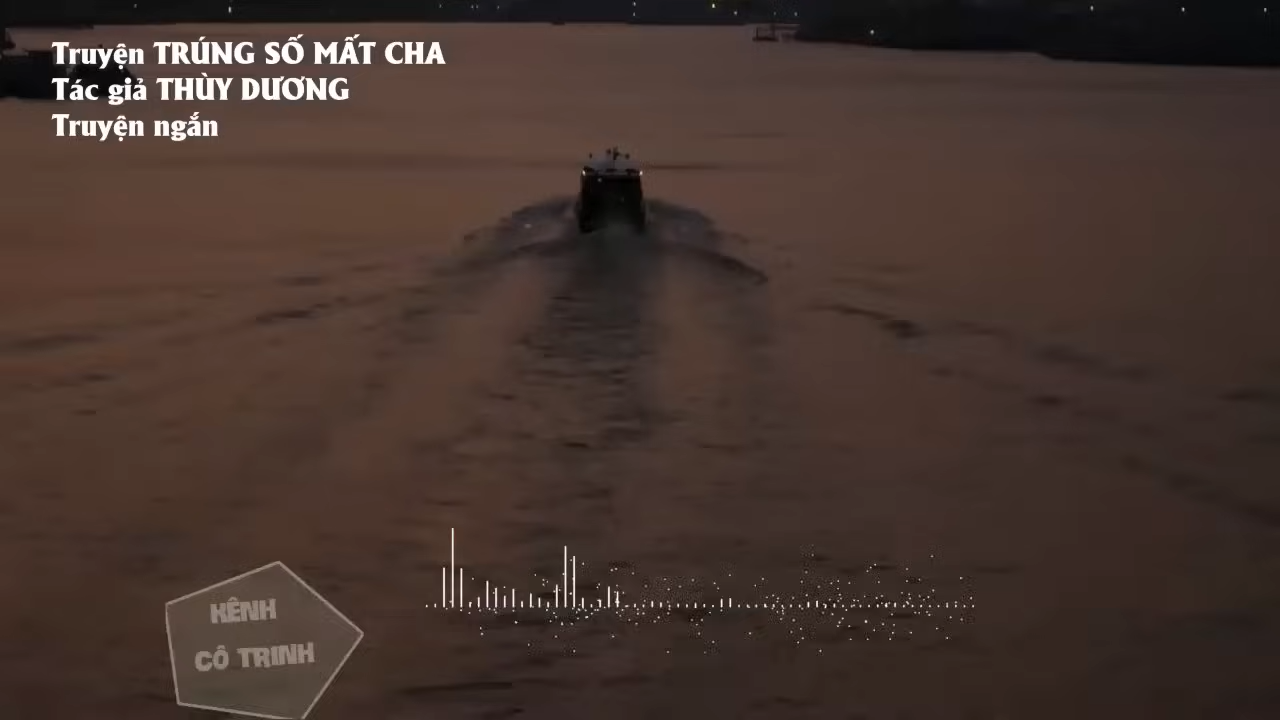 Truyện TRÚNG SỐ MẤT CHA
Tác giả THÙY DƯƠNG
Truyện ngắn
KÊNH
CÔ TRINH